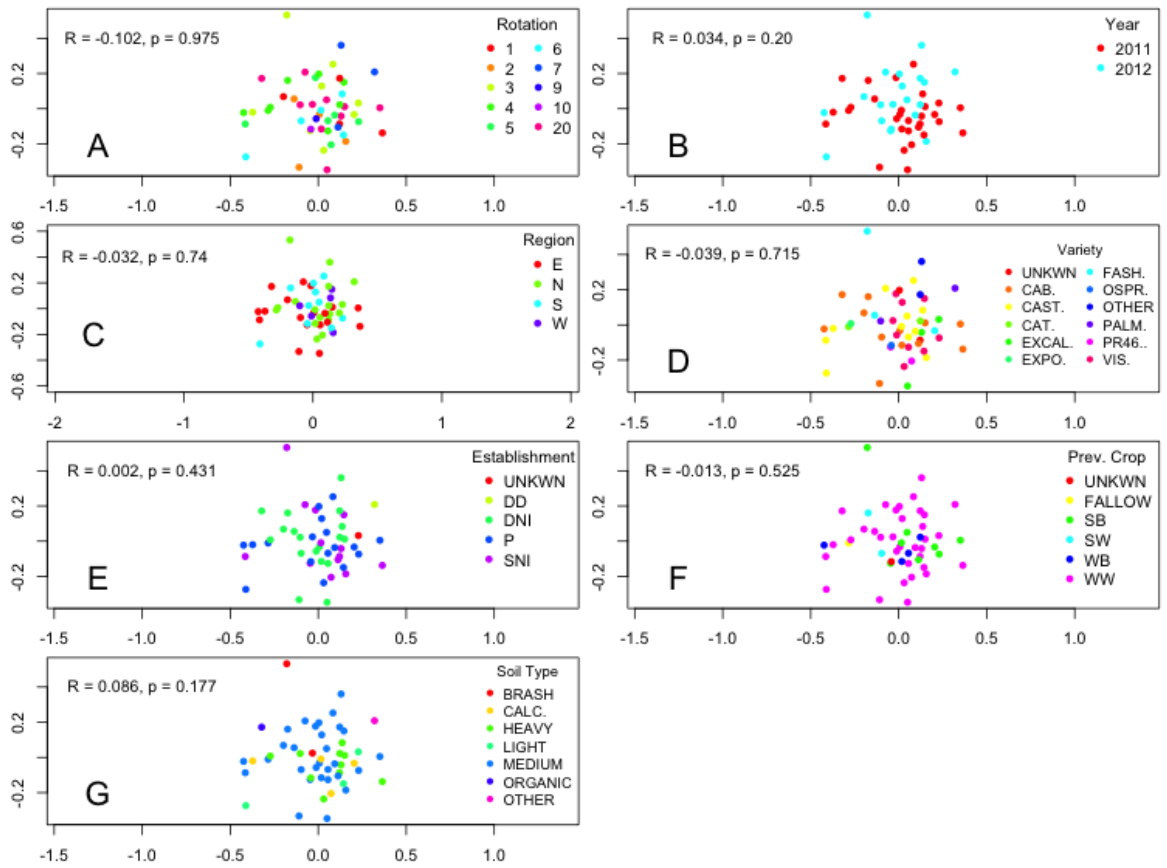 R = -0.102, p = 0.975
Rotation
1 6
2 7
3 9
4 10
5 20
A
0.2
-0.2
-1.5 -1.0 -0.5 0.0 0.5 1.0
R = 0.034, p = 0.20
Year
2011
2012
B
0.2
-0.2
-1.5 -1.0 -0.5 0.0 0.5 1.0
R = -0.032, p = 0.74
Region
E
N
S
W
C
0.6
0.2
-0.2
-0.6
-2 -1 0 1 2
R = -0.039, p = 0.715
Variety
UNKWN FASH.
CAB. OSPR.
CAST. OTHER
CAT. PALM.
EXCAL. PR46..
EXPO. VIS.
D
0.2
-0.2
-1.5 -1.0 -0.5 0.0 0.5 1.0
R = 0.002, p = 0.431
Establishment
UNKWN
DD
DNI
P
SNI
E
0.2
-0.2
-1.5 -1.0 -0.5 0.0 0.5 1.0
R = -0.013, p = 0.525
Prev. Crop
UNKWN
FALLOW
SB
SW
WB
WW
F
0.2
-0.2
-1.5 -1.0 -0.5 0.0 0.5 1.0
R = 0.086, p = 0.177
Soil Type
BRASH
CALC.
HEAVY
LIGHT
MEDIUM
ORGANIC
OTHER
G
0.2
-0.2
-1.5 -1.0 -0.5 0.0 0.5 1.0